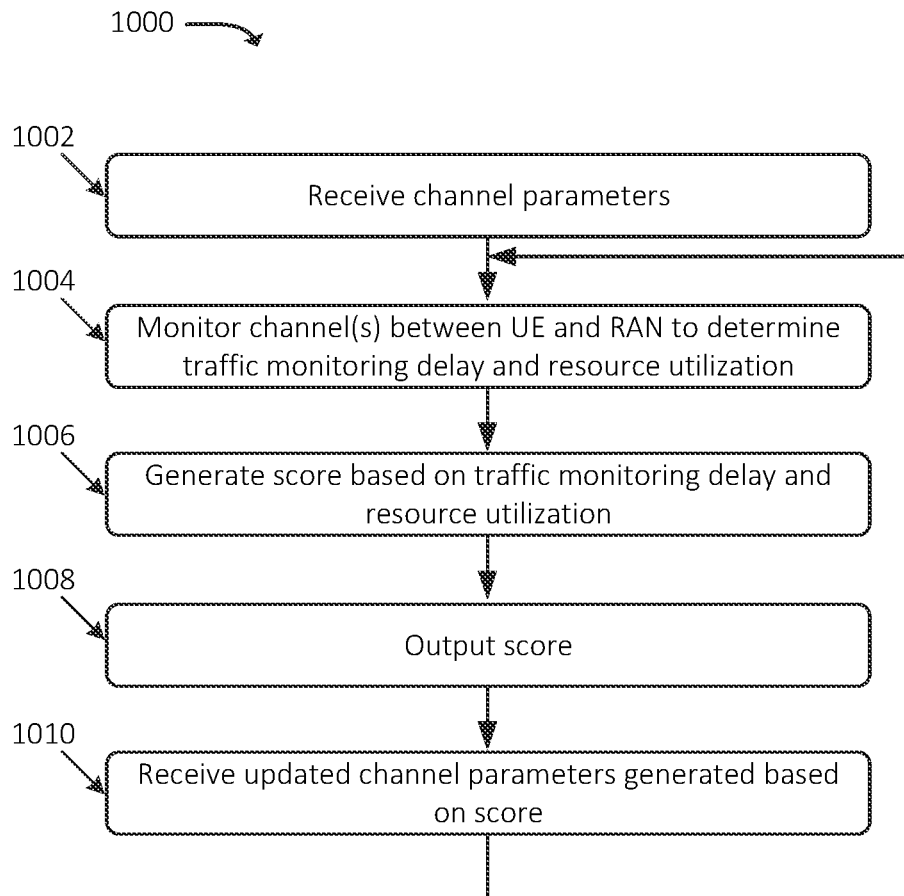 1000
1002
Receive channel parameters
1004
Monitor channel(s) between UE and RAN to determine
traffic monitoring delay and resource utilization
1006
Generate score based on traffic monitoring delay and
resource utilization
1008
Output score
1010
Receive updated channel parameters generated based
on score